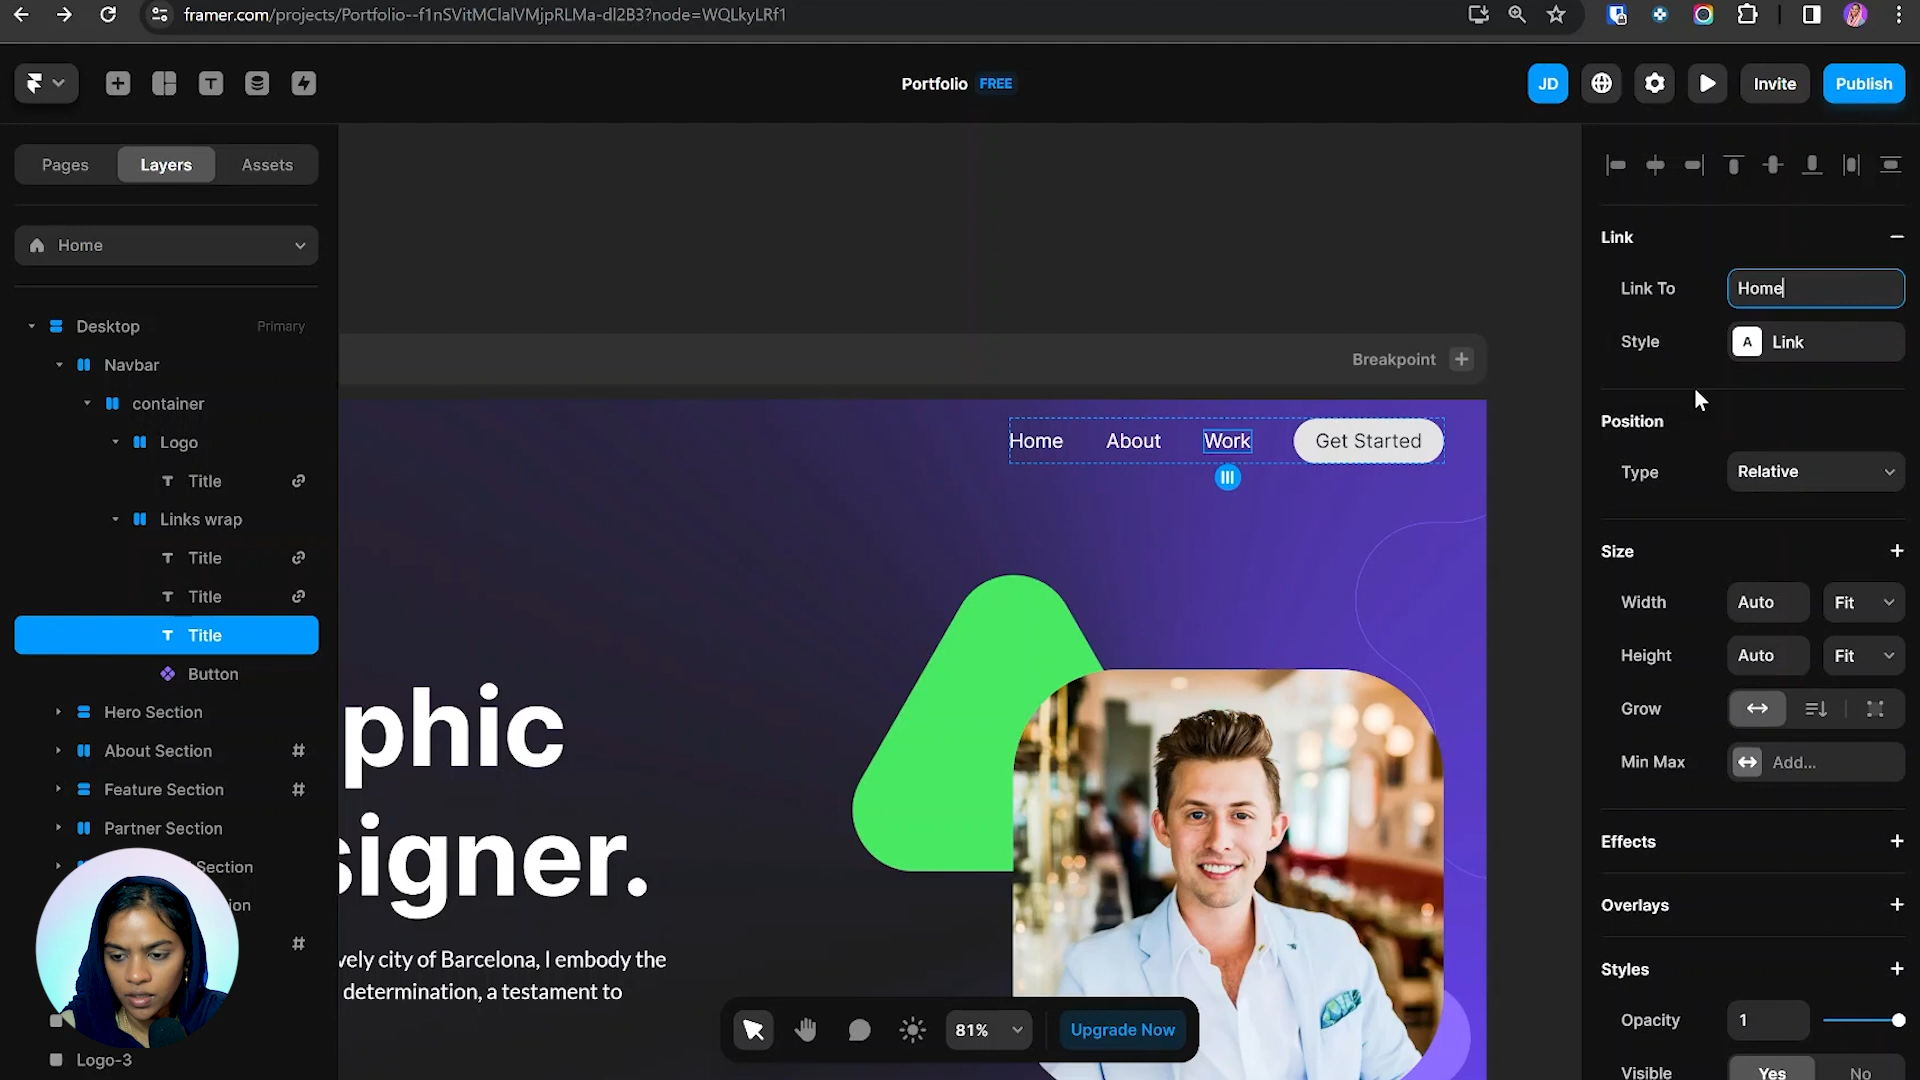 framer.com/projects/Portfolio--f1nSVitMClalVMjpRLMa-dl2B3?node=WQLkyLRf1
Portfolio FREE
JD
Invite
Publish
Pages
Layers
Assets
Home
Desktop
Primary
Navbar
container
Logo
T Title
Links wrap
T Title
T Title
T Title
Button
Hero Section
About Section #
Feature Section #
Partner Section
Section
ion
#
Logo-3
Breakpoint +
Home
About
Work
Get Started
phic
signer.
vely city of Barcelona, I embody the
determination, a testament to
81%
Upgrade Now
Link
Link To
Home
Style
A Link
Position
Type
Relative
Size
Width
Auto
Fit
Height
Auto
Fit
Grow
Min Max
Add...
Effects
Overlays
Styles
Opacity
1
Visible
Yes
No